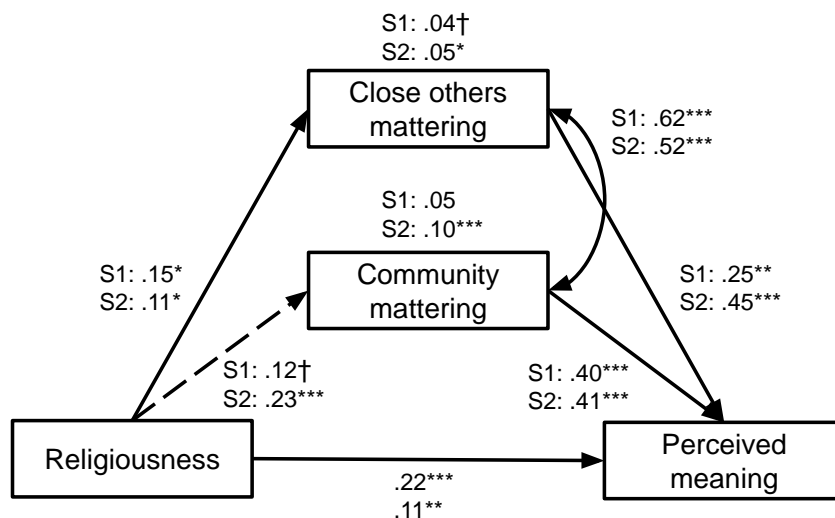 S1: .04†
S2: .05*
Close others
mattering
S1: .62***
S2: .52***
S1: .05
S2: .10***
Community
mattering
S1: .15*
S2: .11*
S1: .25**
S2: .45***
S1: .12†
S2: .23***
S1: .40***
S2: .41***
Religiousness
Perceived
meaning
.22***
.11**